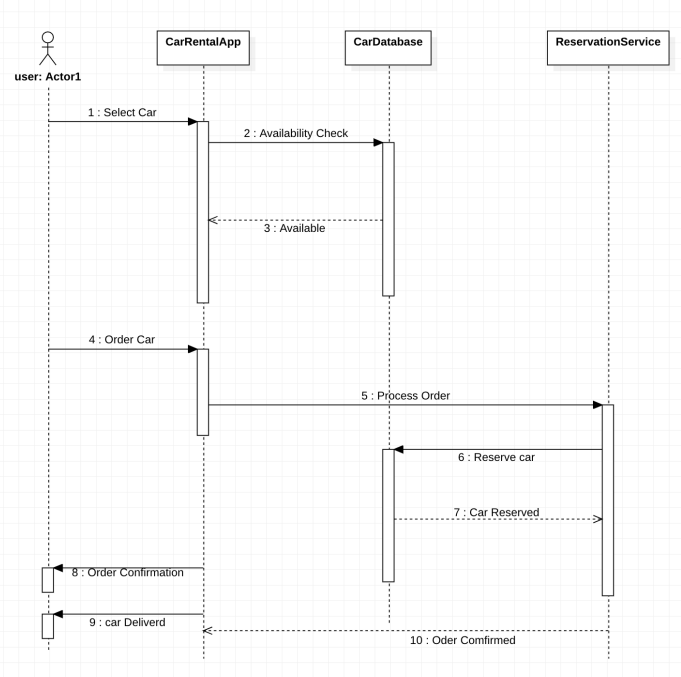 CarRentalApp
CarDatabase
ReservationService
user: Actor1
1 : Select Car
2 : Availability Check
3 : Available
4 : Order Car
5 : Process Order
6 : Reserve car
7 : Car Reserved
8 : Order Confirmation
9 : car Deliverd
10 : Oder Comfirmed